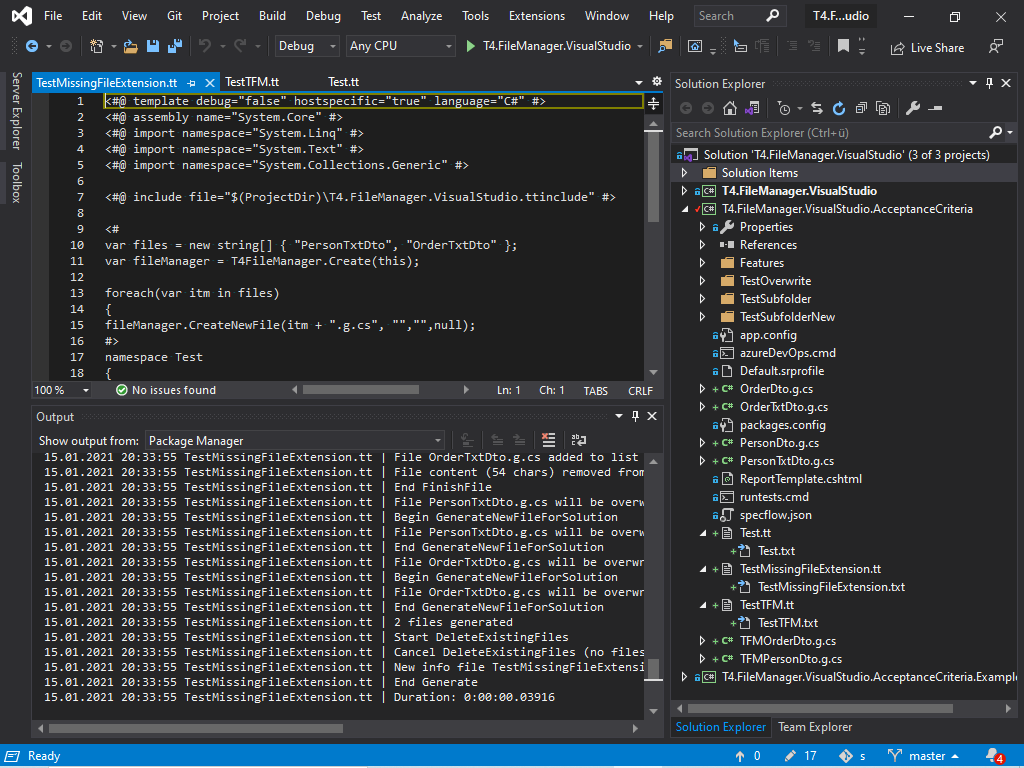 File Edit View Git Project Build Debug Test Analyze Tools Extensions Window Help Search T4.F...udio
Debug Any CPU T4.FileManager.VisualStudio Live Share
Server Explorer
Toolbox
TestMissingFileExtension.tt TestTFM.tt Test.tt
1 <#@ template debug="false" hostspecific="true" language="C#" #>
2 <#@ assembly name="System.Core" #>
3 <#@ import namespace="System.Linq" #>
4 <#@ import namespace="System.Text" #>
5 <#@ import namespace="System.Collections.Generic" #>
6
7 <#@ include file="$(ProjectDir)\T4.FileManager.VisualStudio.ttinclude" #>
8
9 <#
10 var files = new string[] { "PersonTxtDto", "OrderTxtDto" };
11 var fileManager = T4FileManager.Create(this);
12
13 foreach(var itm in files)
14 {
15 fileManager.CreateNewFile(itm + ".g.cs", "","",null);
16 #>
17 namespace Test
18 {
100 % No issues found Ln: 1 Ch: 1 TABS CRLF
Output
Show output from: Package Manager
15.01.2021 20:33:55 TestMissingFileExtension.tt | File OrderTxtDto.g.cs added to list
15.01.2021 20:33:55 TestMissingFileExtension.tt | File content (54 chars) removed from
15.01.2021 20:33:55 TestMissingFileExtension.tt | End FinishFile
15.01.2021 20:33:55 TestMissingFileExtension.tt | File PersonTxtDto.g.cs will be overw
15.01.2021 20:33:55 TestMissingFileExtension.tt | Begin GenerateNewFileForSolution
15.01.2021 20:33:55 TestMissingFileExtension.tt | File PersonTxtDto.g.cs will be overw
15.01.2021 20:33:55 TestMissingFileExtension.tt | End GenerateNewFileForSolution
15.01.2021 20:33:55 TestMissingFileExtension.tt | File OrderTxtDto.g.cs will be overwr
15.01.2021 20:33:55 TestMissingFileExtension.tt | Begin GenerateNewFileForSolution
15.01.2021 20:33:55 TestMissingFileExtension.tt | File OrderTxtDto.g.cs will be overwr
15.01.2021 20:33:55 TestMissingFileExtension.tt | End GenerateNewFileForSolution
15.01.2021 20:33:55 TestMissingFileExtension.tt | 2 files generated
15.01.2021 20:33:55 TestMissingFileExtension.tt | Start DeleteExistingFiles
15.01.2021 20:33:55 TestMissingFileExtension.tt | Cancel DeleteExistingFiles (no files
15.01.2021 20:33:55 TestMissingFileExtension.tt | New info file TestMissingFileExtensi
15.01.2021 20:33:55 TestMissingFileExtension.tt | End Generate
15.01.2021 20:33:55 TestMissingFileExtension.tt | Duration: 0:00:00.03916
Solution Explorer
Search Solution Explorer (Ctrl+ü)
Solution 'T4.FileManager.VisualStudio' (3 of 3 projects)
Solution Items
T4.FileManager.VisualStudio
T4.FileManager.VisualStudio.AcceptanceCriteria
Properties
References
Features
TestOverwrite
TestSubfolder
TestSubfolderNew
app.config
azureDevOps.cmd
Default.srprofile
OrderDto.g.cs
OrderTxtDto.g.cs
packages.config
PersonDto.g.cs
PersonTxtDto.g.cs
ReportTemplate.cshtml
runtests.cmd
specflow.json
Test.tt
Test.txt
TestMissingFileExtension.tt
TestMissingFileExtension.txt
TestTFM.tt
TestTFM.txt
TFMOrderDto.g.cs
TFMPersonDto.g.cs
T4.FileManager.VisualStudio.AcceptanceCriteria.Example
Solution Explorer Team Explorer
Ready 0 17 s master 4